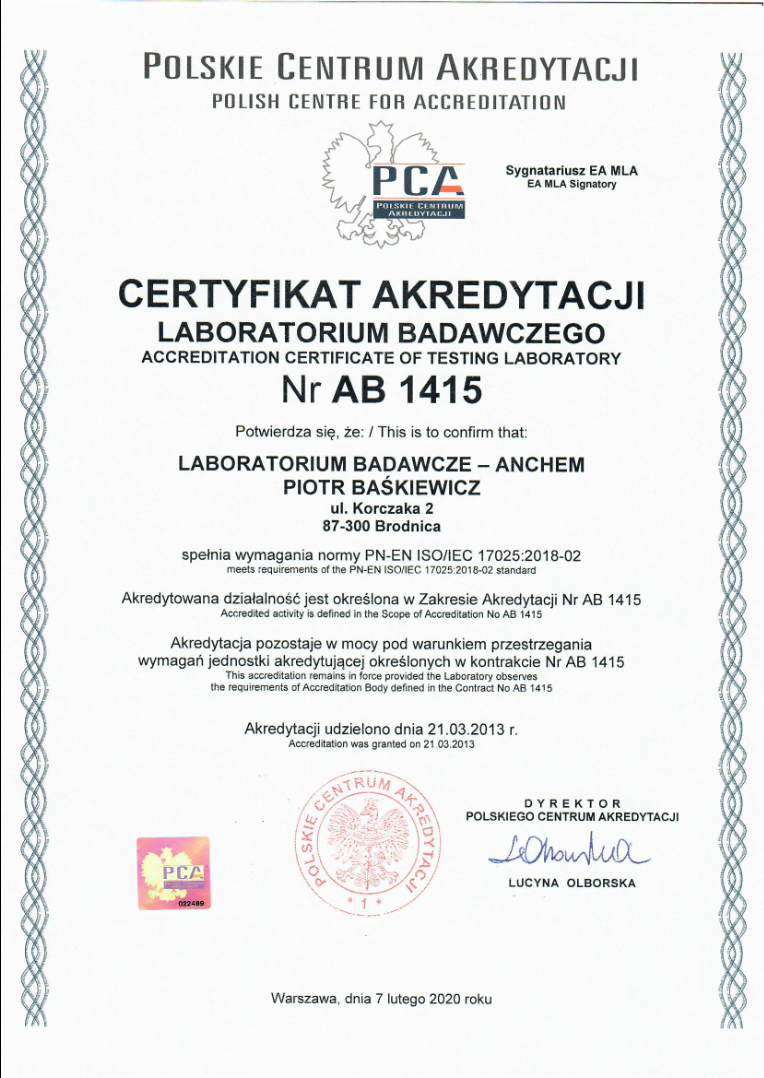 POLSKIE CENTRUM AKREDYTACJI
POLISH CENTRE FOR ACCREDITATION
PCA
POLSKIE CENTRUM
AKREDYTACJI
Sygnatariusz EA MLA
EA MLA Signatory
CERTYFIKAT AKREDYTACJI
LABORATORIUM BADAWCZEGO
ACCREDITATION CERTIFICATE OF TESTING LABORATORY
Nr AB 1415
Potwierdza się, że: / This is to confirm that:
LABORATORIUM BADAWCZE – ANCHEM
PIOTR BAŚKIEWICZ
ul. Korczaka 2
87-300 Brodnica
spełnia wymagania normy PN-EN ISO/IEC 17025:2018-02
meets requirements of the PN-EN ISO/IEC 17025:2018-02 standard
Akredytowana działalność jest określona w Zakresie Akredytacji Nr AB 1415
Accredited activity is defined in the Scope of Accreditation No AB 1415
Akredytacja pozostaje w mocy pod warunkiem przestrzegania
wymagań jednostki akredytującej określonych w kontrakcie Nr AB 1415
This accreditation remains in force provided the Laboratory observes
the requirements of Accreditation Body defined in the Contract No AB 1415
Akredytacji udzielono dnia 21.03.2013 r.
Accreditation was granted on 21.03.2013
POLSKIE CENTRUM AKREDYTACJI
* 1 *
DYREKTOR
POLSKIEGO CENTRUM AKREDYTACJI
LUCYNA OLBORSKA
PCA
022489
Warszawa, dnia 7 lutego 2020 roku